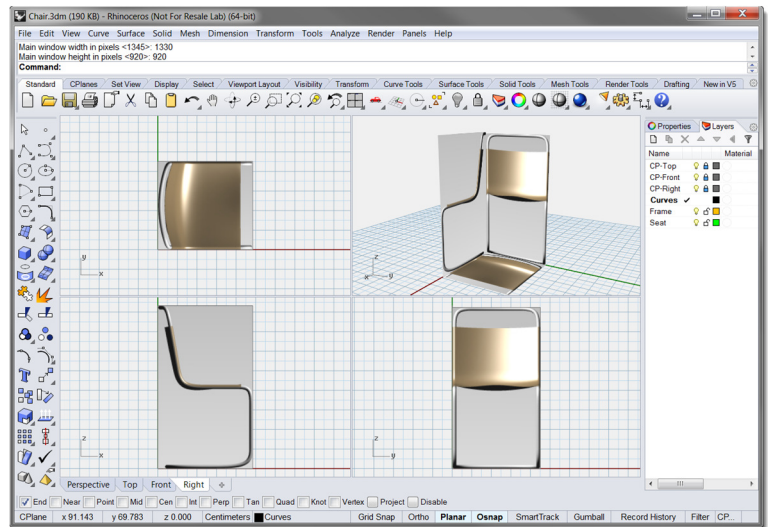 Chair.3dm (190 KB) - Rhinoceros (Not For Resale Lab) (64-bit)
File Edit View Curve Surface Solid Mesh Dimension Transform Tools Analyze Render Panels Help
Main window width in pixels <1345>: 1330
Main window height in pixels <920>: 920
Command:
Standard CPlanes Set View Display Select Viewport Layout Visibility Transform Curve Tools Surface Tools Solid Tools Mesh Tools Render Tools Drafting New in V5
Properties Layers
Name Material
CP-Top
CP-Front
CP-Right
Curves
Frame
Seat
y
x
z
y
z
x
z
y
Perspective Top Front Right
End Near Point Mid Cen Int Perp Tan Quad Knot Vertex Project Disable
CPlane x 91.143 y 69.783 z 0.000 Centimeters Curves Grid Snap Ortho Planar Osnap SmartTrack Gumball Record History Filter CP...